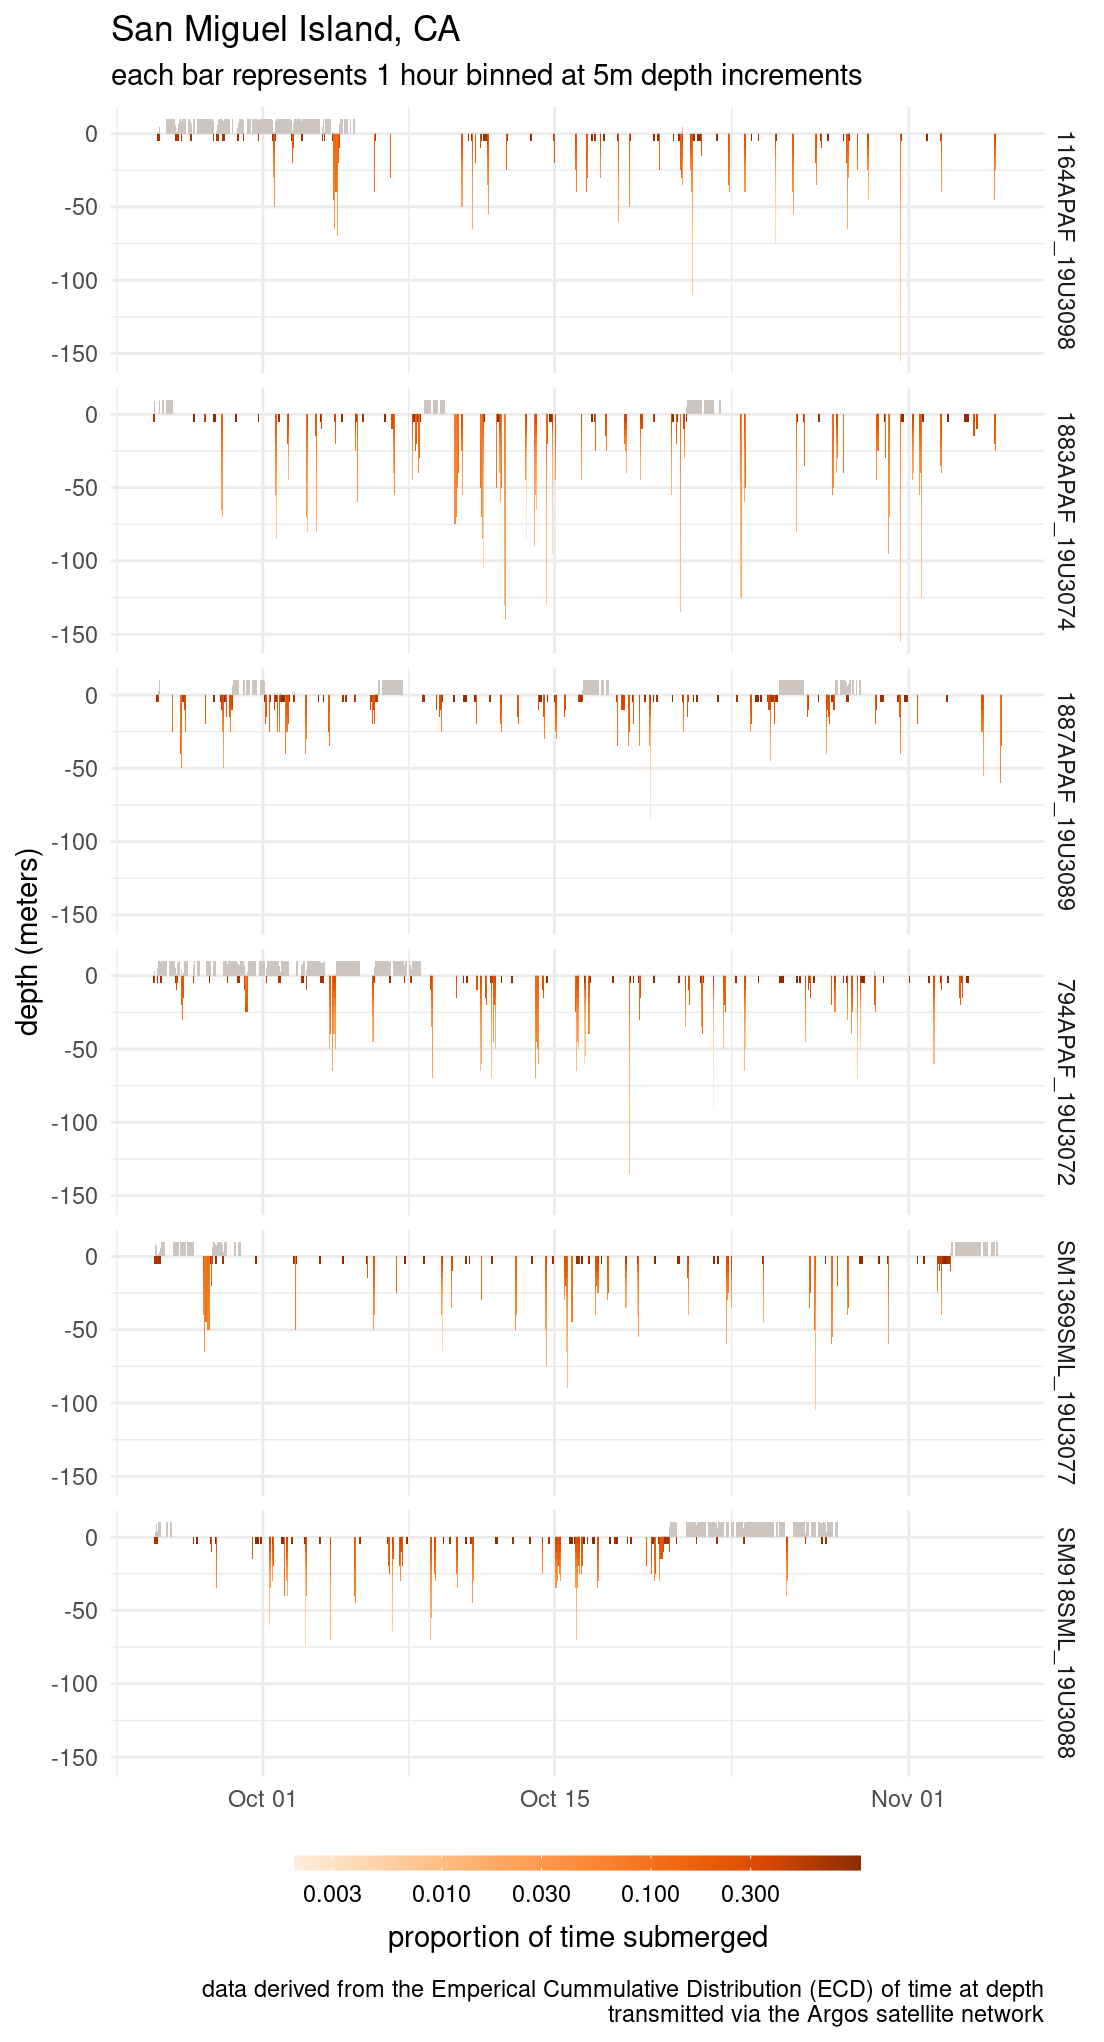 San Miguel Island, CA
each bar represents 1 hour binned at 5m depth increments
0
-50
-100
-150
1164APAF_19U3098
0
-50
-100
-150
1883APAF_19U3074
0
-50
-100
-150
1887APAF_19U3089
depth (meters)
0
-50
-100
-150
794APAF_19U3072
0
-50
-100
-150
SM1369SML_19U3077
0
-50
-100
-150
SM918SML_19U3088
Oct 01 Oct 15 Nov 01
0.003 0.010 0.030 0.100 0.300
proportion of time submerged
data derived from the Emperical Cummulative Distribution (ECD) of time at depth
transmitted via the Argos satellite network